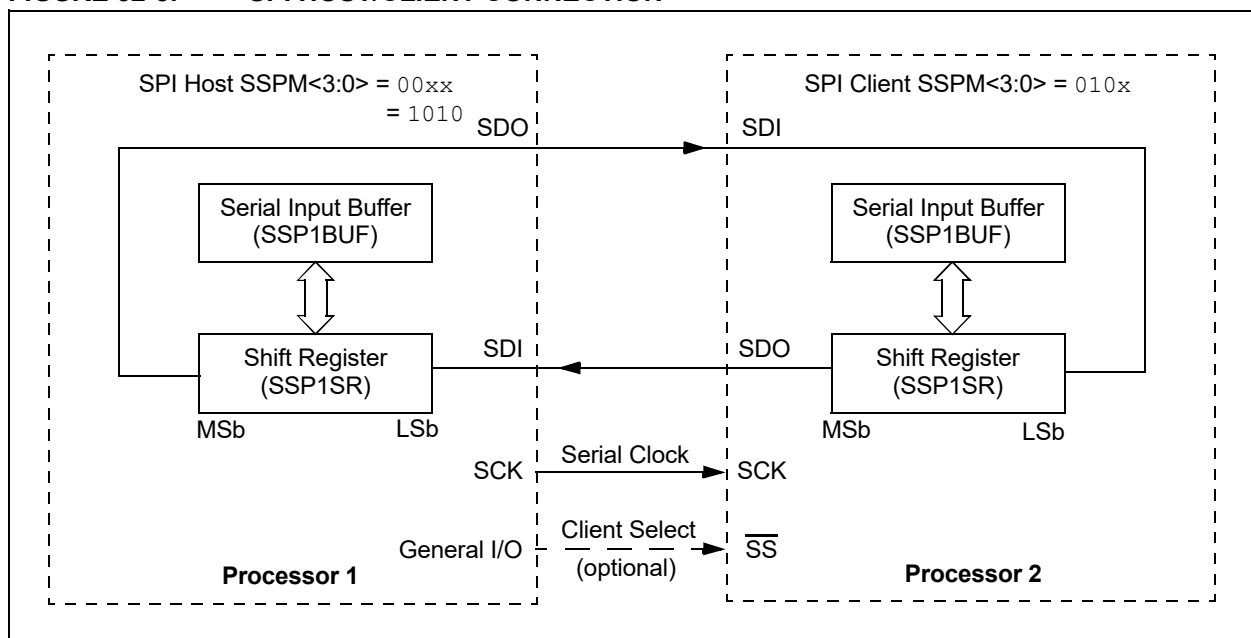 SPI Host SSPM<3:0> = 00xx
= 1010
SPI Client SSPM<3:0> = 010x
SDO
SDI
Serial Input Buffer
(SSP1BUF)
Serial Input Buffer
(SSP1BUF)
Shift Register
(SSP1SR)
SDI
SDO
Shift Register
(SSP1SR)
MSb
LSb
MSb
LSb
SCK
Serial Clock
SCK
General I/O
Client Select
(optional)
SS
Processor 1
Processor 2